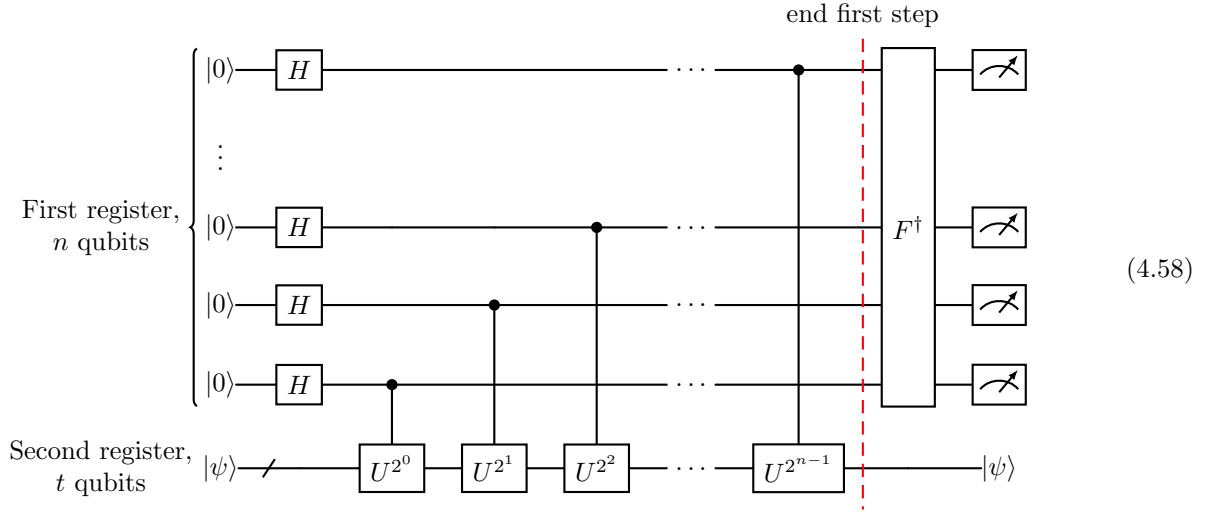 end first step
|0⟩ H ⋯
⋮
First register,
n qubits
|0⟩ H ⋯ F†
(4.58)
|0⟩ H ⋯
|0⟩ H ⋯
Second register,
t qubits
|ψ⟩ U^{2^0} U^{2^1} U^{2^2} ⋯ U^{2^{n−1}} |ψ⟩